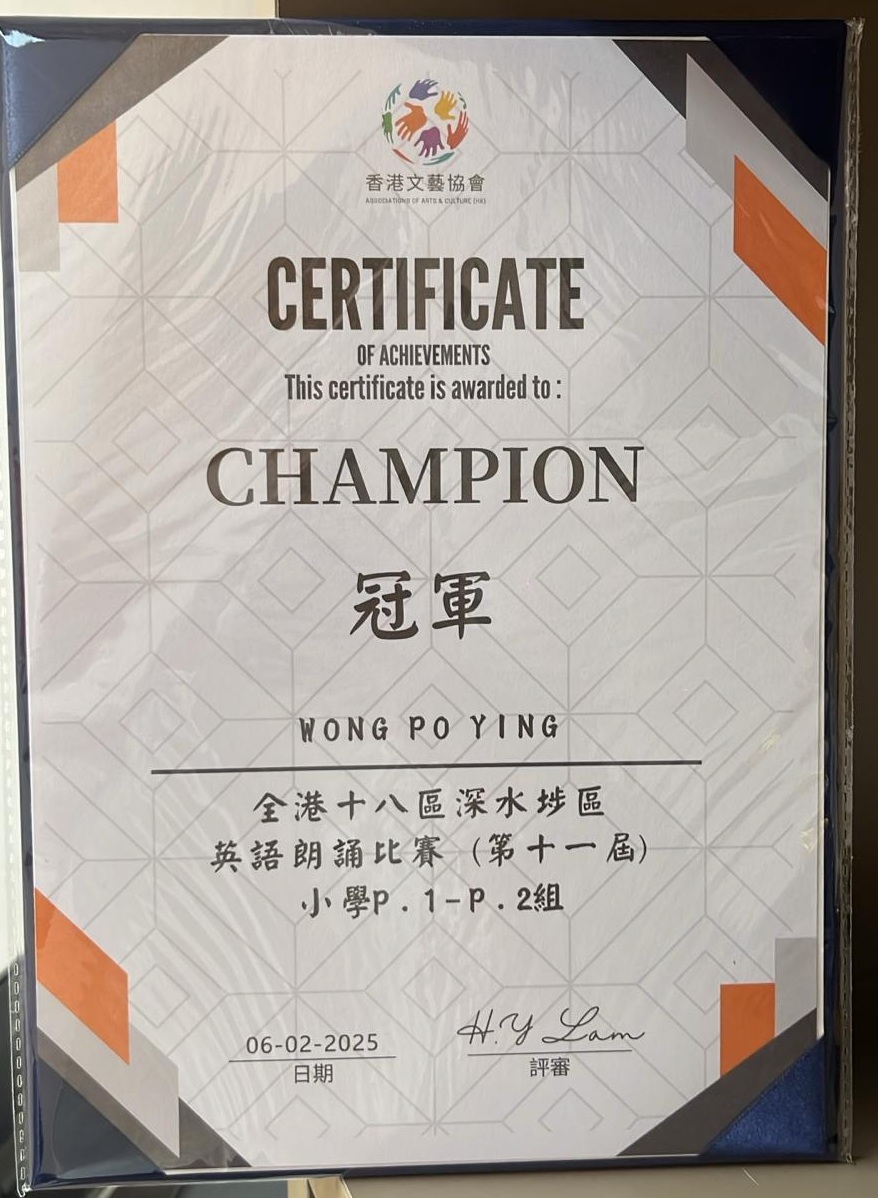 香港文藝協會
ASSOCIATIONS OF ARTS & CULTURE (HK)
CERTIFICATE
OF ACHIEVEMENTS
This certificate is awarded to :
CHAMPION
冠軍
WONG PO YING
全港十八區深水埗區
英語朗誦比賽 (第十一屆)
小學P.1-P.2組
06-02-2025
日期
H.Y Lam
評審